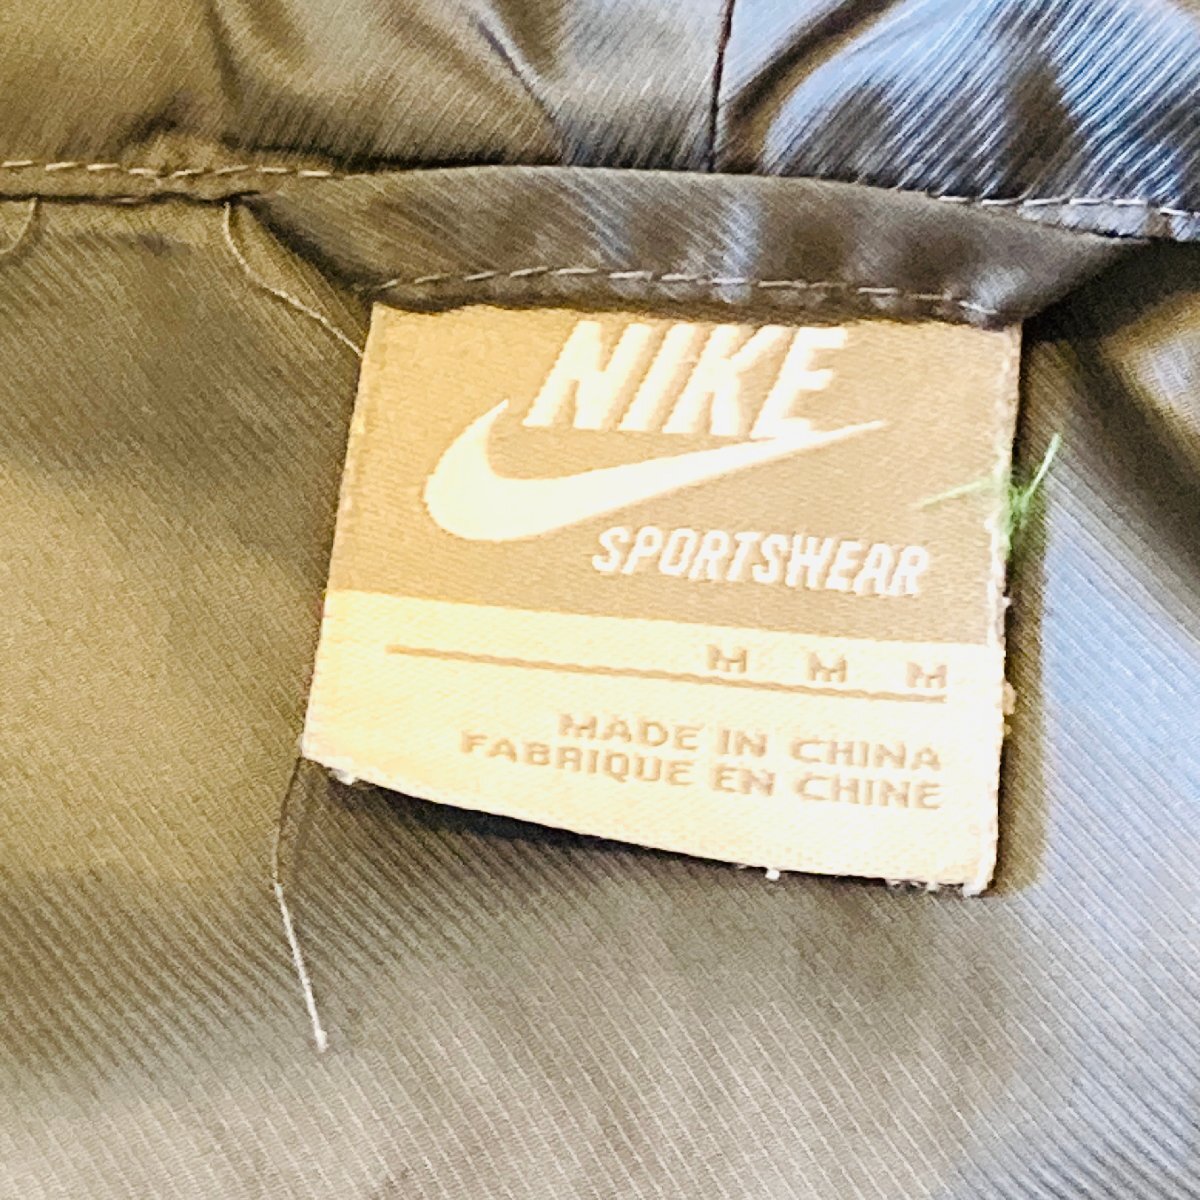 NIKE
SPORTSWEAR
M M M
MADE IN CHINA
FABRIQUE EN CHINE